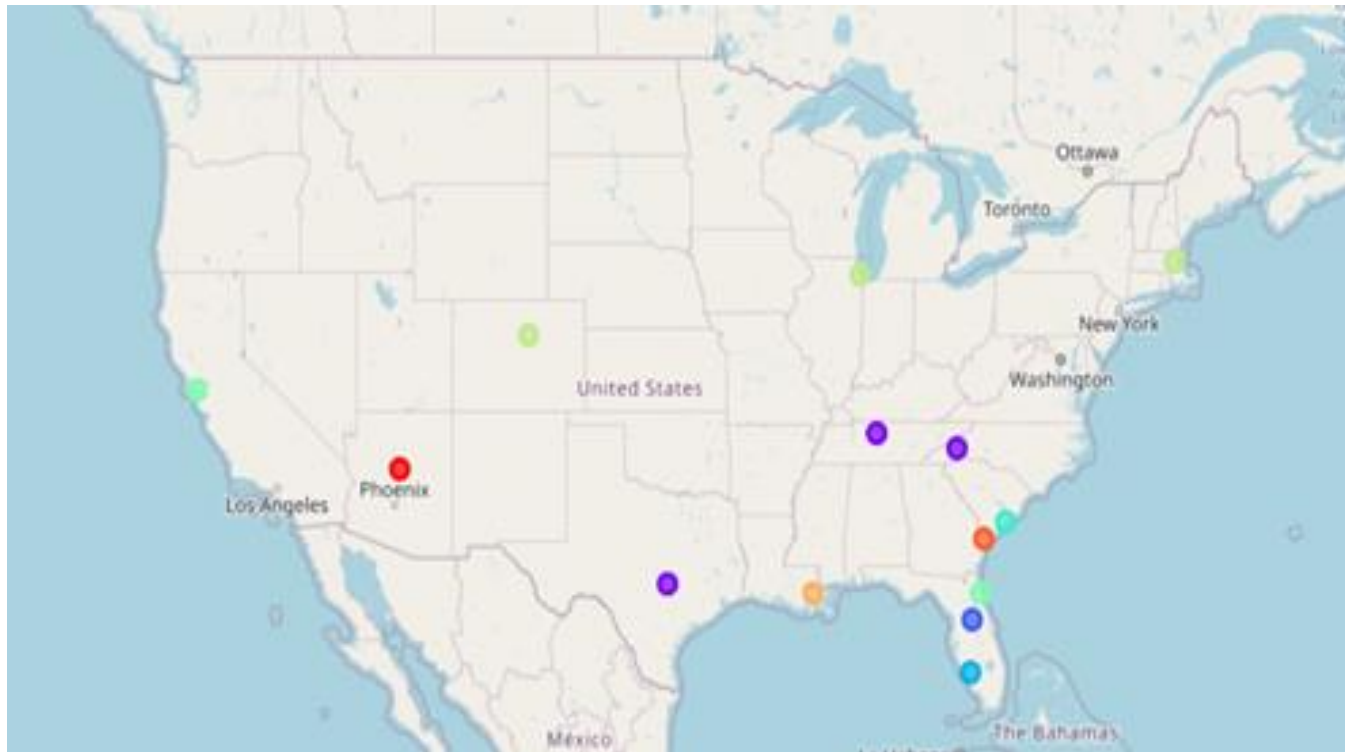 Ottawa
Toronto
New York
Washington
United States
Phoenix
Los Angeles
The Bahamas
México